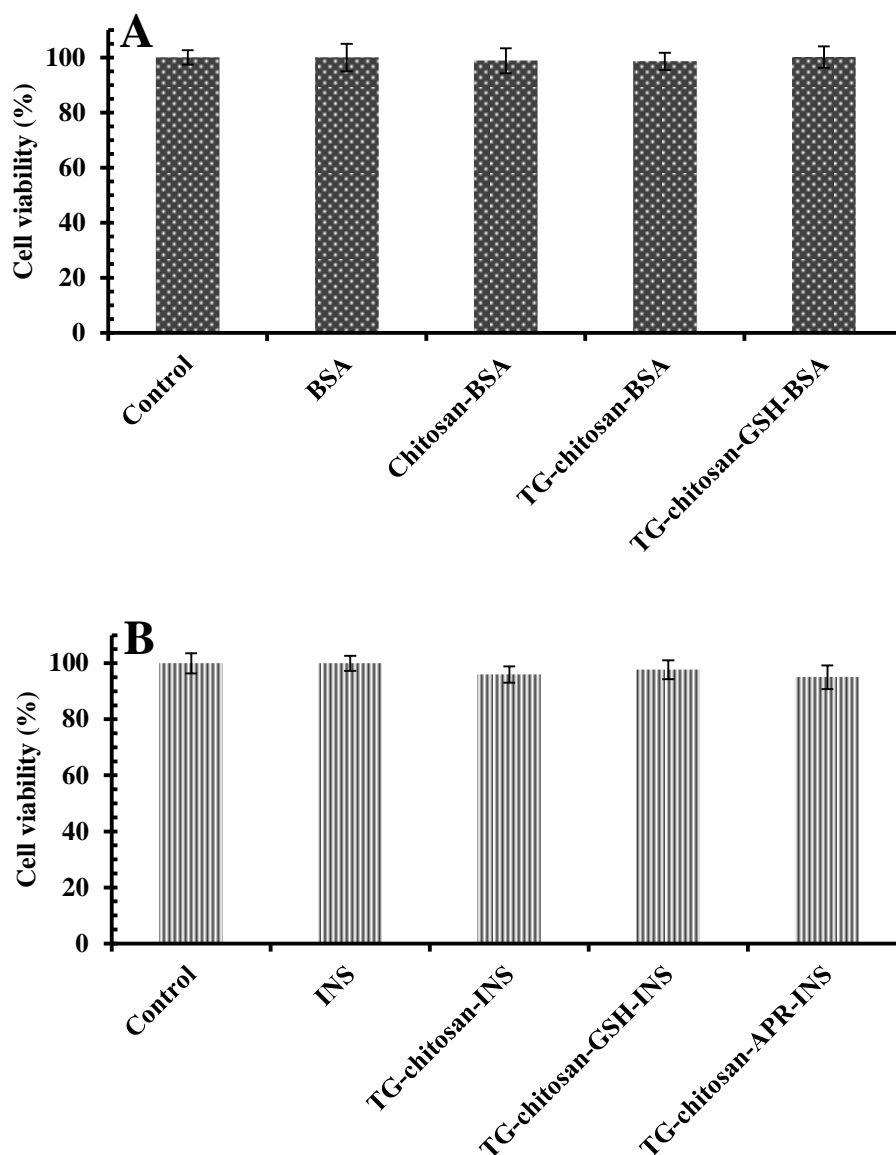 A
Cell viability (%)
100
80
60
40
20
0
Control
BSA
Chitosan-BSA
TG-chitosan-BSA
TG-chitosan-GSH-BSA
B
Cell viability (%)
100
80
60
40
20
0
Control
INS
TG-chitosan-INS
TG-chitosan-GSH-INS
TG-chitosan-APR-INS